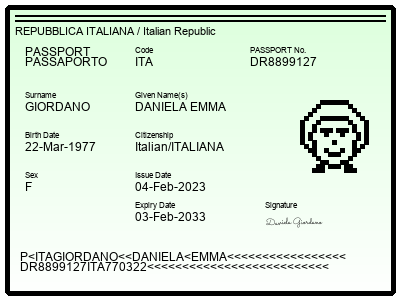 REPUBBLICA ITALIANA / Italian Republic
PASSPORT
PASSAPORTO
Code
ITA
PASSPORT No.
DR8899127
Surname
GIORDANO
Given Name(s)
DANIELA EMMA
Birth Date
22-Mar-1977
Citizenship
Italian/ITALIANA
Sex
F
Issue Date
04-Feb-2023
Expiry Date
03-Feb-2033
Signature
Daniela Giordano
P<ITAGIORDANO<<DANIELA<EMMA<<<<<<<<<<<<<<<<<
DR8899127ITA770322<<<<<<<<<<<<<<<<<<<<<<<<<<